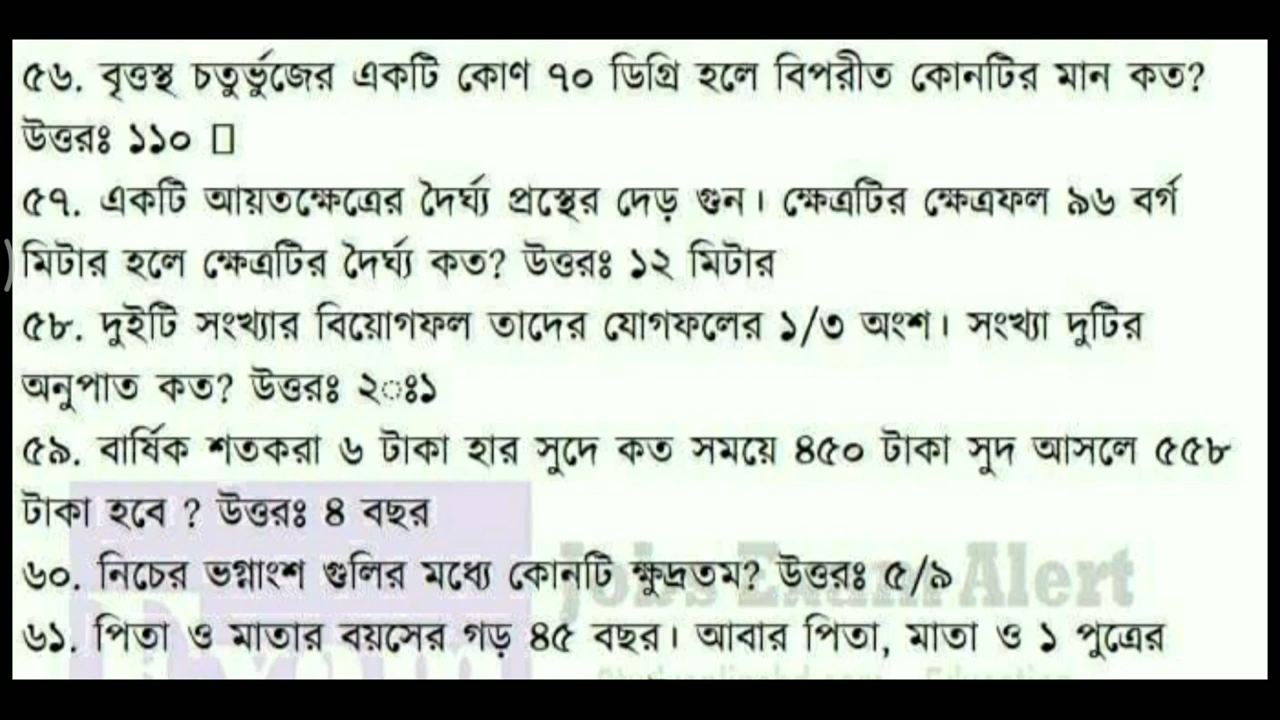 ৫৬. বৃত্তস্থ চতুর্ভুজের একটি কোণ ৭০ ডিগ্রি হলে বিপরীত কোনটির মান কত?
উত্তরঃ ১১০ 
৫৭. একটি আয়তক্ষেত্রের দৈর্ঘ্য প্রস্থের দেড় গুন। ক্ষেত্রটির ক্ষেত্রফল ৯৬ বর্গ
মিটার হলে ক্ষেত্রটির দৈর্ঘ্য কত? উত্তরঃ ১২ মিটার
৫৮. দুইটি সংখ্যার বিয়োগফল তাদের যোগফলের ১/৩ অংশ। সংখ্যা দুটির
অনুপাত কত? উত্তরঃ ২ঃ১
৫৯. বার্ষিক শতকরা ৬ টাকা হার সুদে কত সময়ে ৪৫০ টাকা সুদ আসলে ৫৫৮
টাকা হবে ? উত্তরঃ ৪ বছর
৬০. নিচের ভগ্নাংশ গুলির মধ্যে কোনটি ক্ষুদ্রতম? উত্তরঃ ৫/৯
Jobs Exam Alert
৬১. পিতা ও মাতার বয়সের গড় ৪৫ বছর। আবার পিতা, মাতা ও ১ পুত্রের